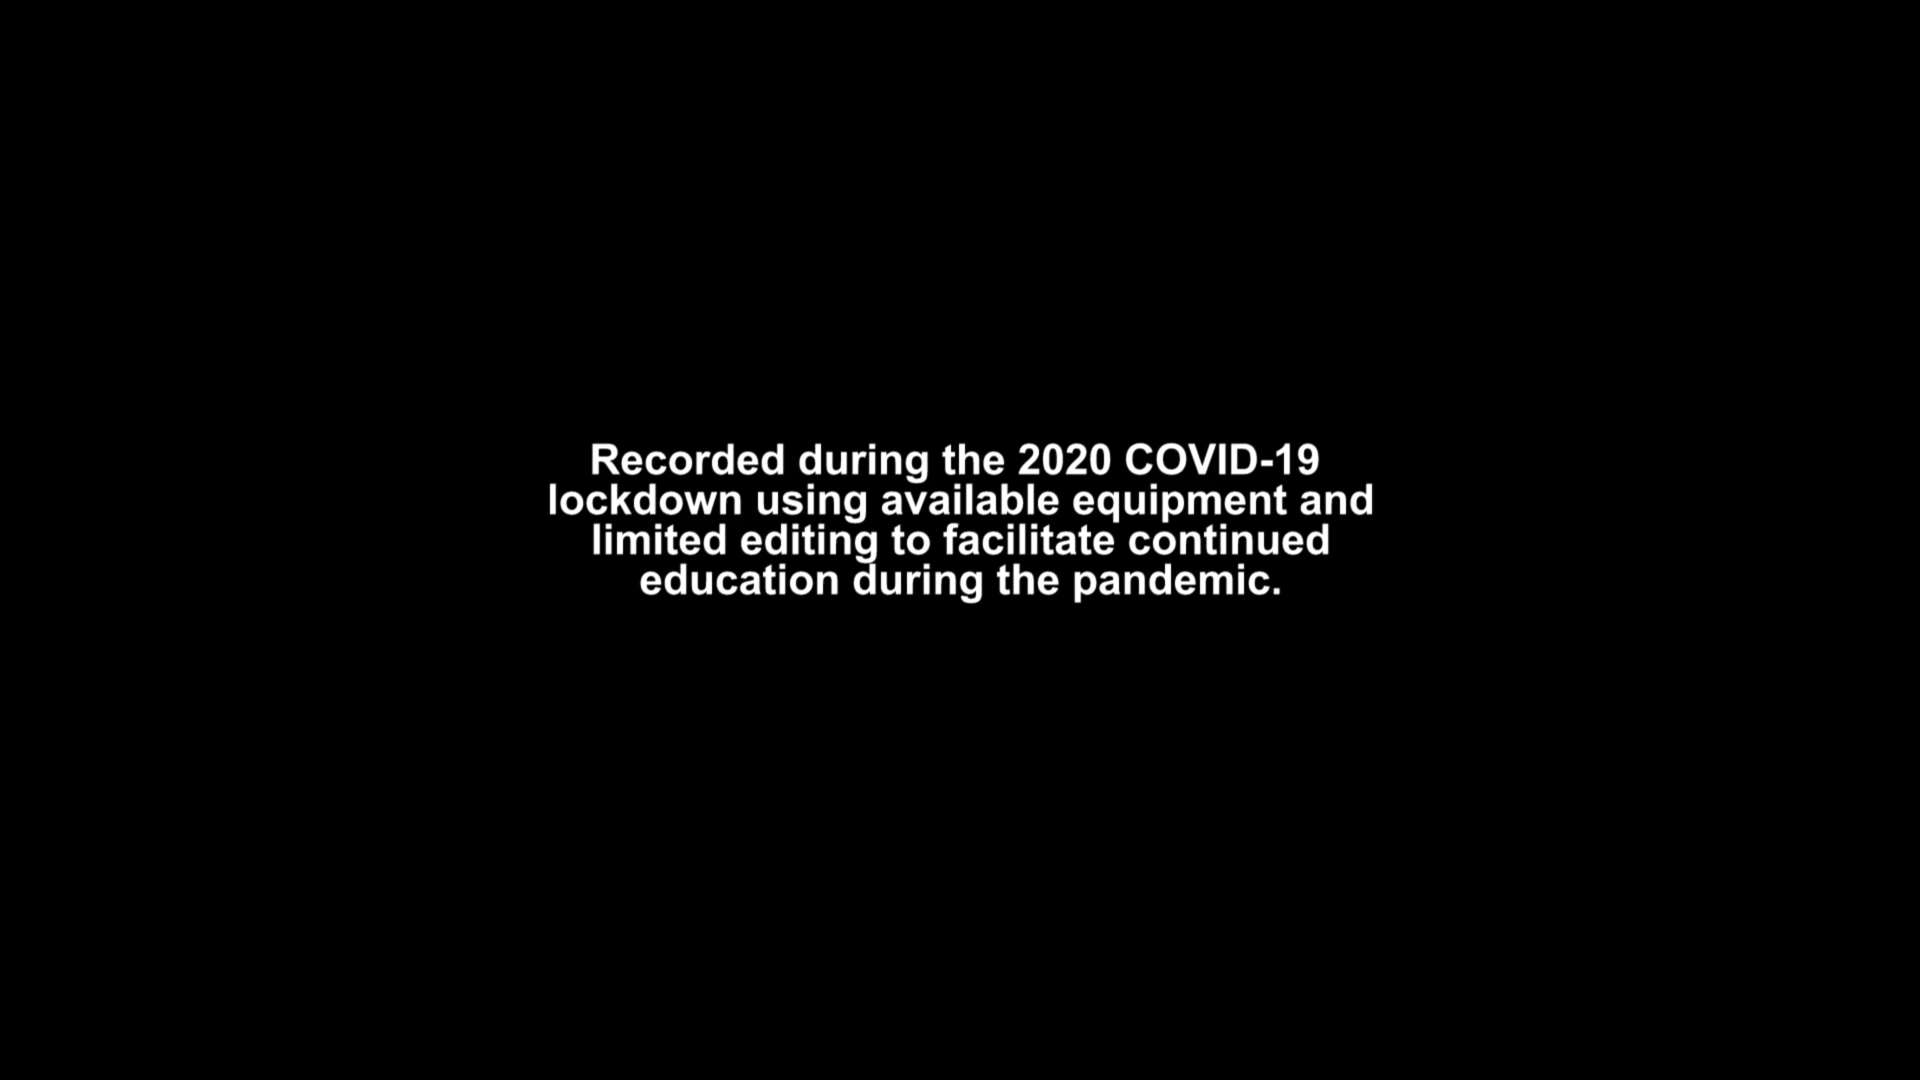 Recorded during the 2020 COVID-19
lockdown using available equipment and
limited editing to facilitate continued
education during the pandemic.